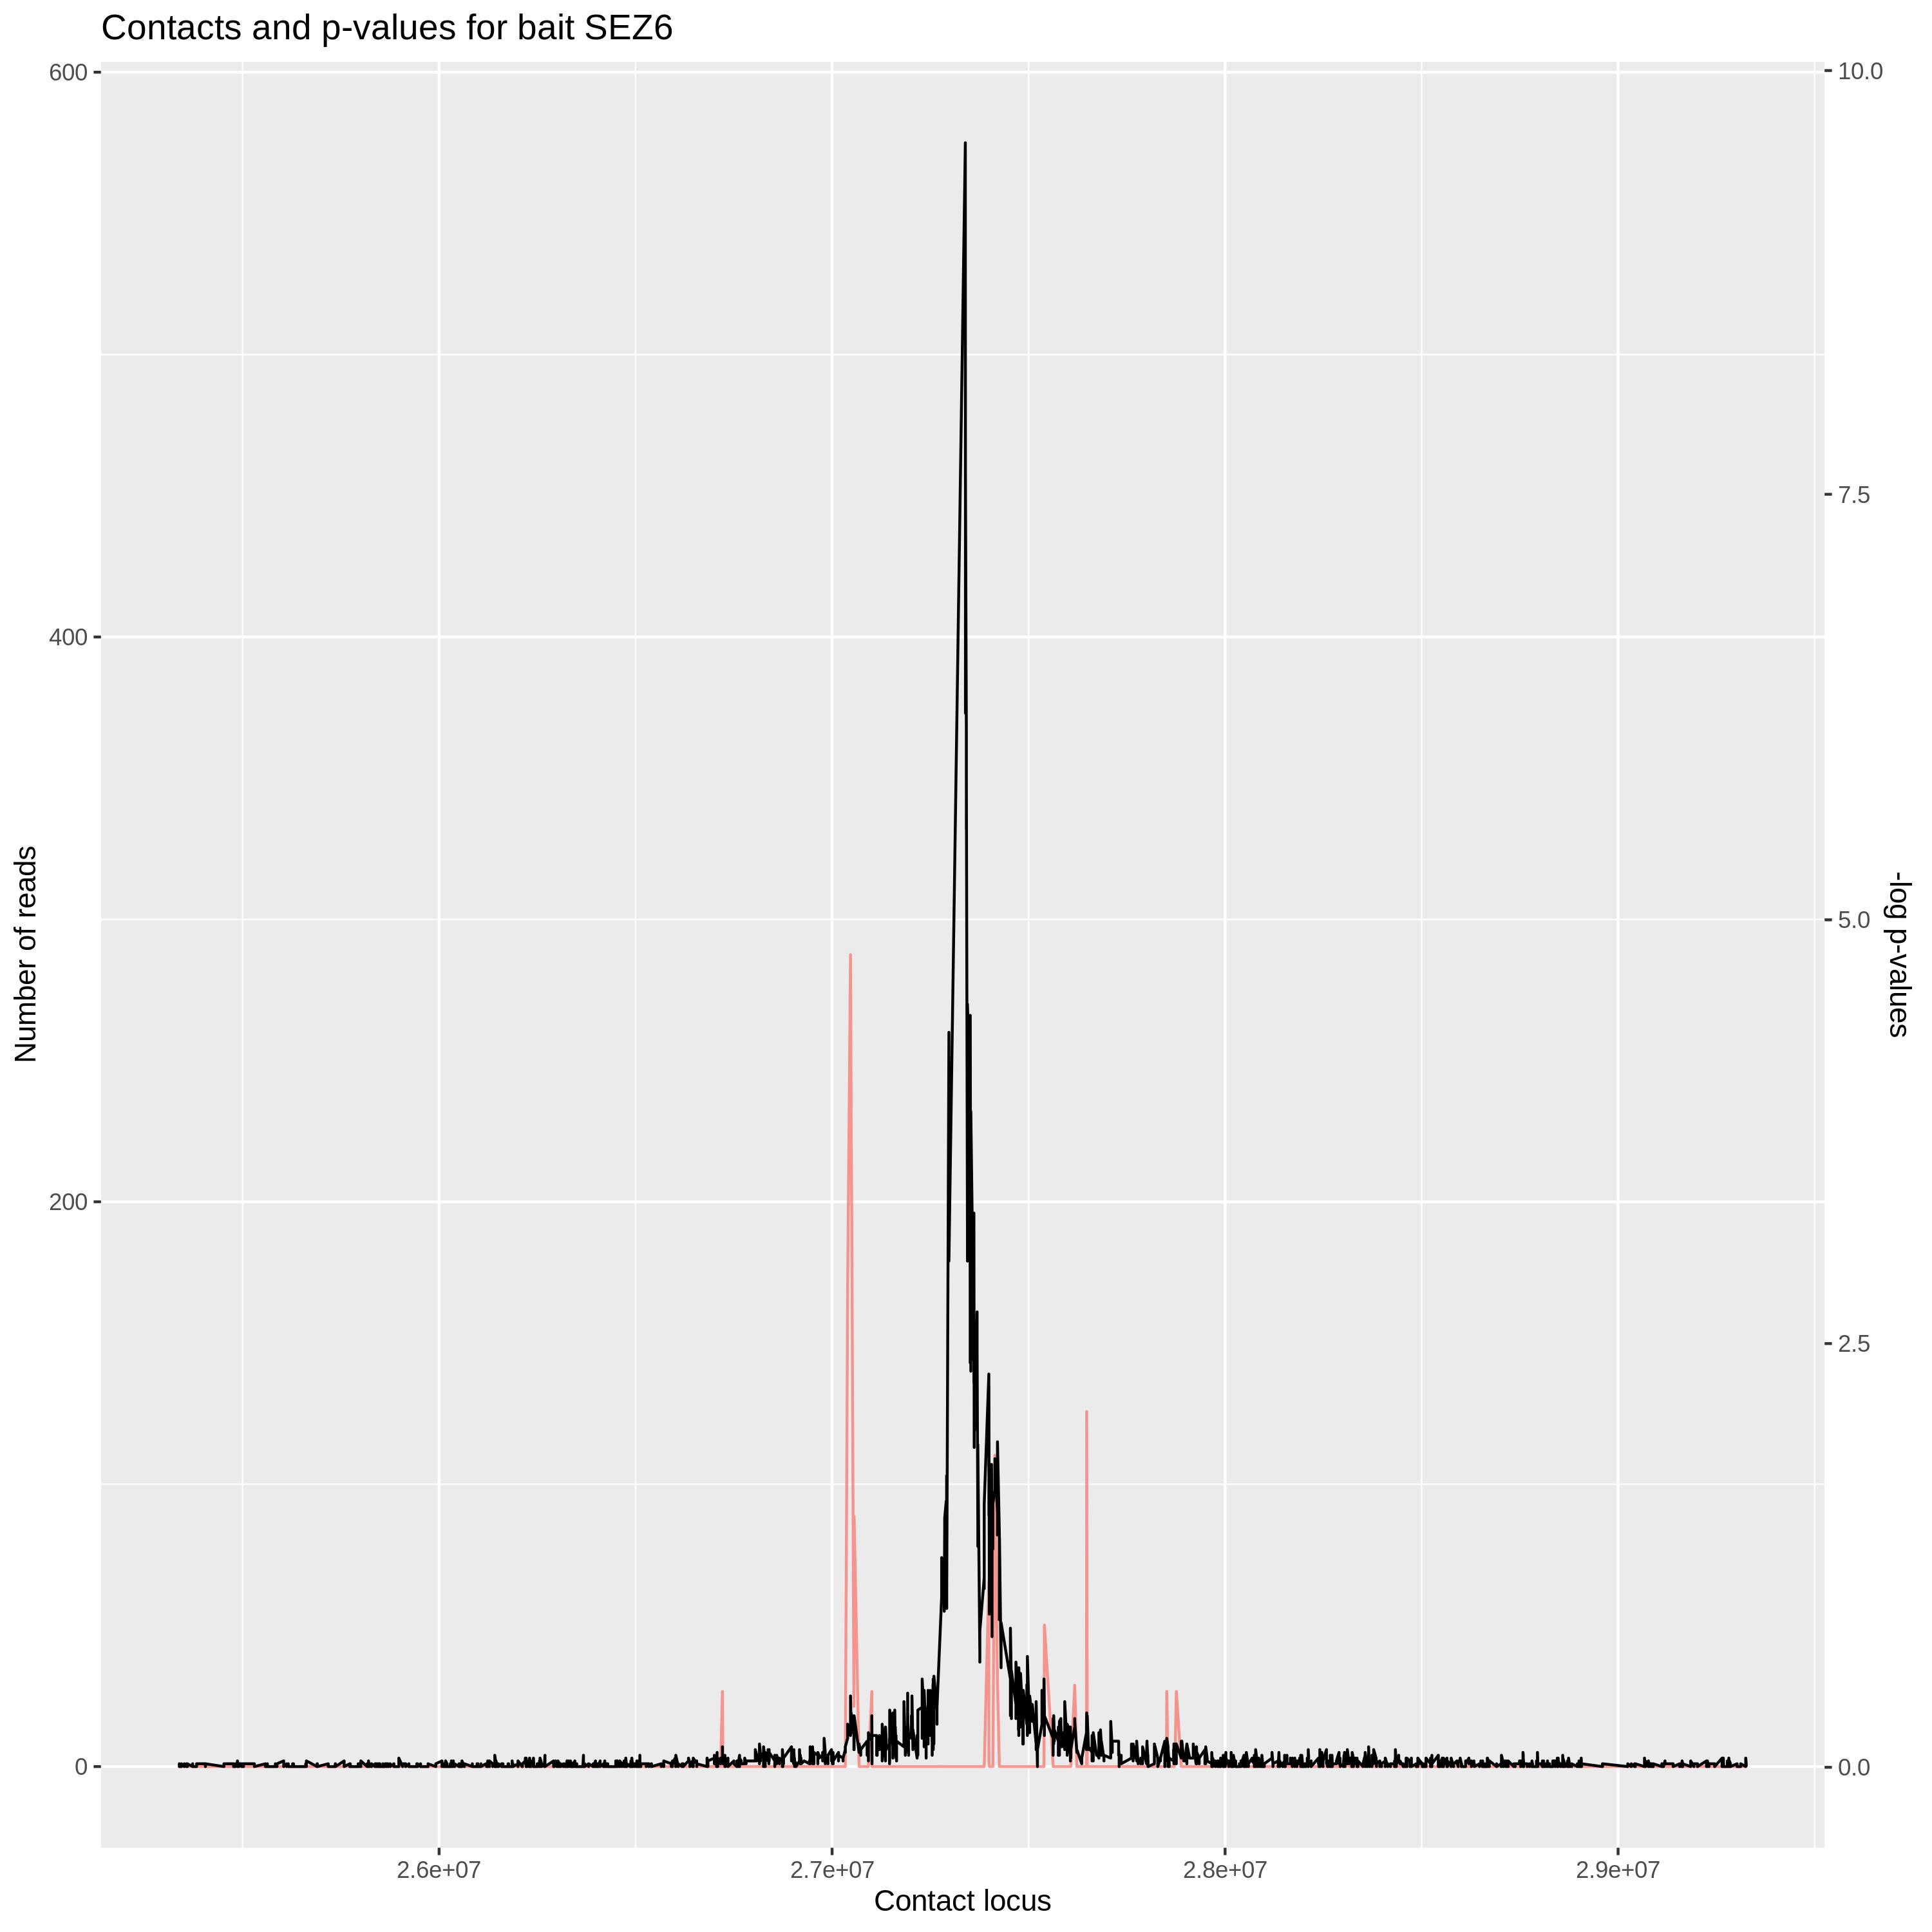 Contacts and p-values for bait SEZ6
600
400
200
0
Number of reads
10.0
7.5
5.0
2.5
0.0
-log p-values
2.6e+07
2.7e+07
2.8e+07
2.9e+07
Contact locus